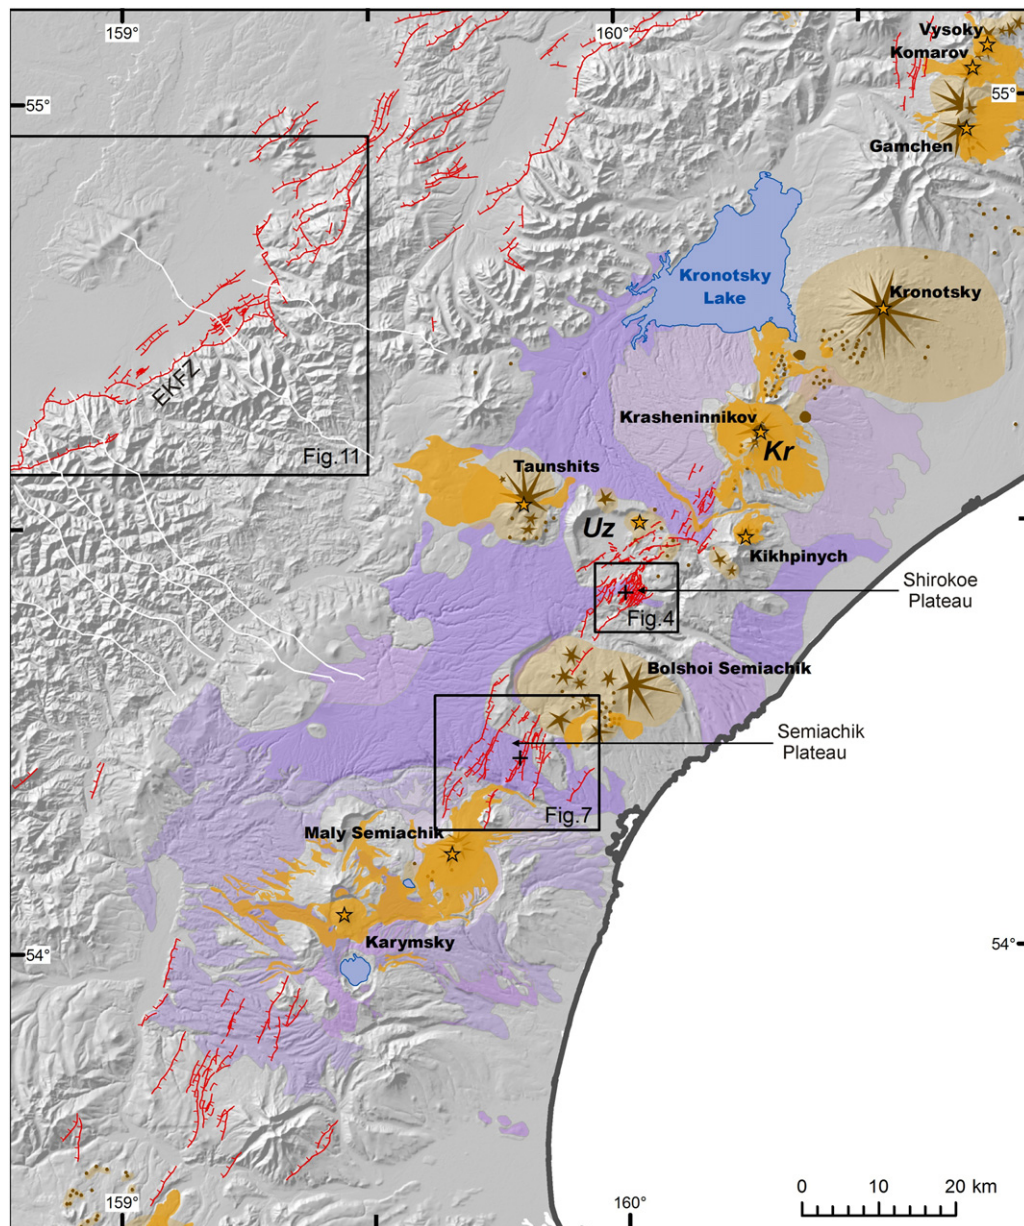 159°
160°
Vysoky
Komarov
55°
55°
Gamchen
Kronotsky
Lake
Kronotsky
EKFZ
Fig.11
Krasheninnikov
Kr
Taunshits
Uz
Kikhpinych
Shirokoe
Plateau
Fig.4
Bolshoi Semiachik
Semiachik
Plateau
Fig.7
Maly Semiachik
Karymsky
54°
54°
0 10 20 km
159°
160°